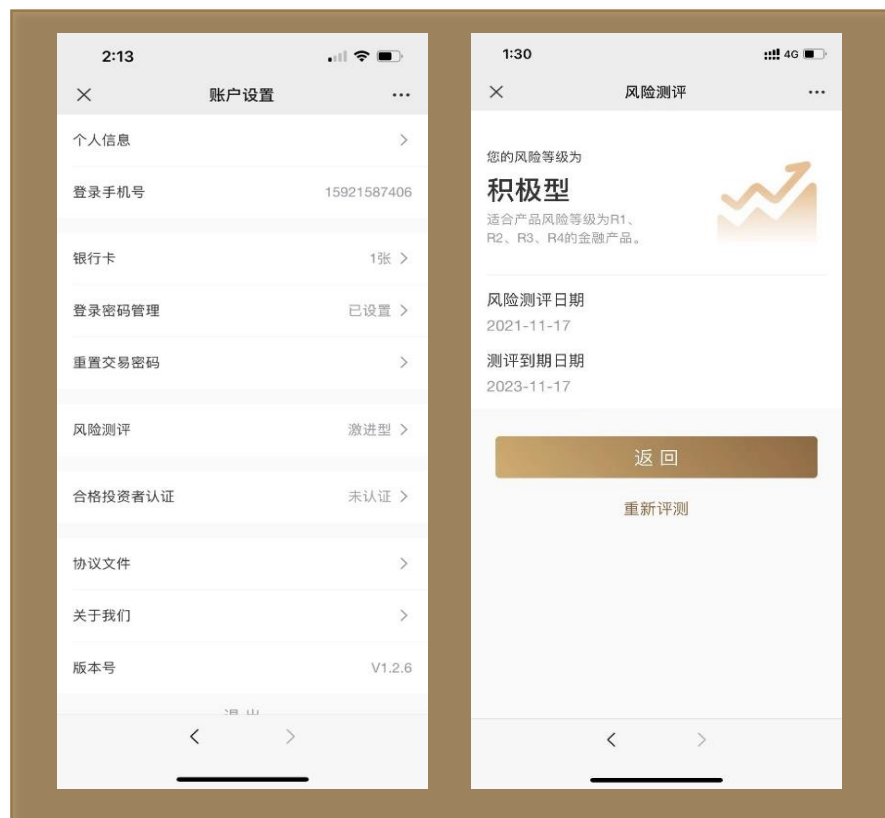 2:13
账户设置
个人信息
登录手机号 15921587406
银行卡 1张
登录密码管理 已设置
重置交易密码
风险测评 激进型
合格投资者认证 未认证
协议文件
关于我们
版本号 V1.2.6
退出
1:30 4G
风险测评
您的风险等级为
积极型
适合产品风险等级为R1、
R2、R3、R4的金融产品。
风险测评日期
2021-11-17
测评到期日期
2023-11-17
返回
重新评测